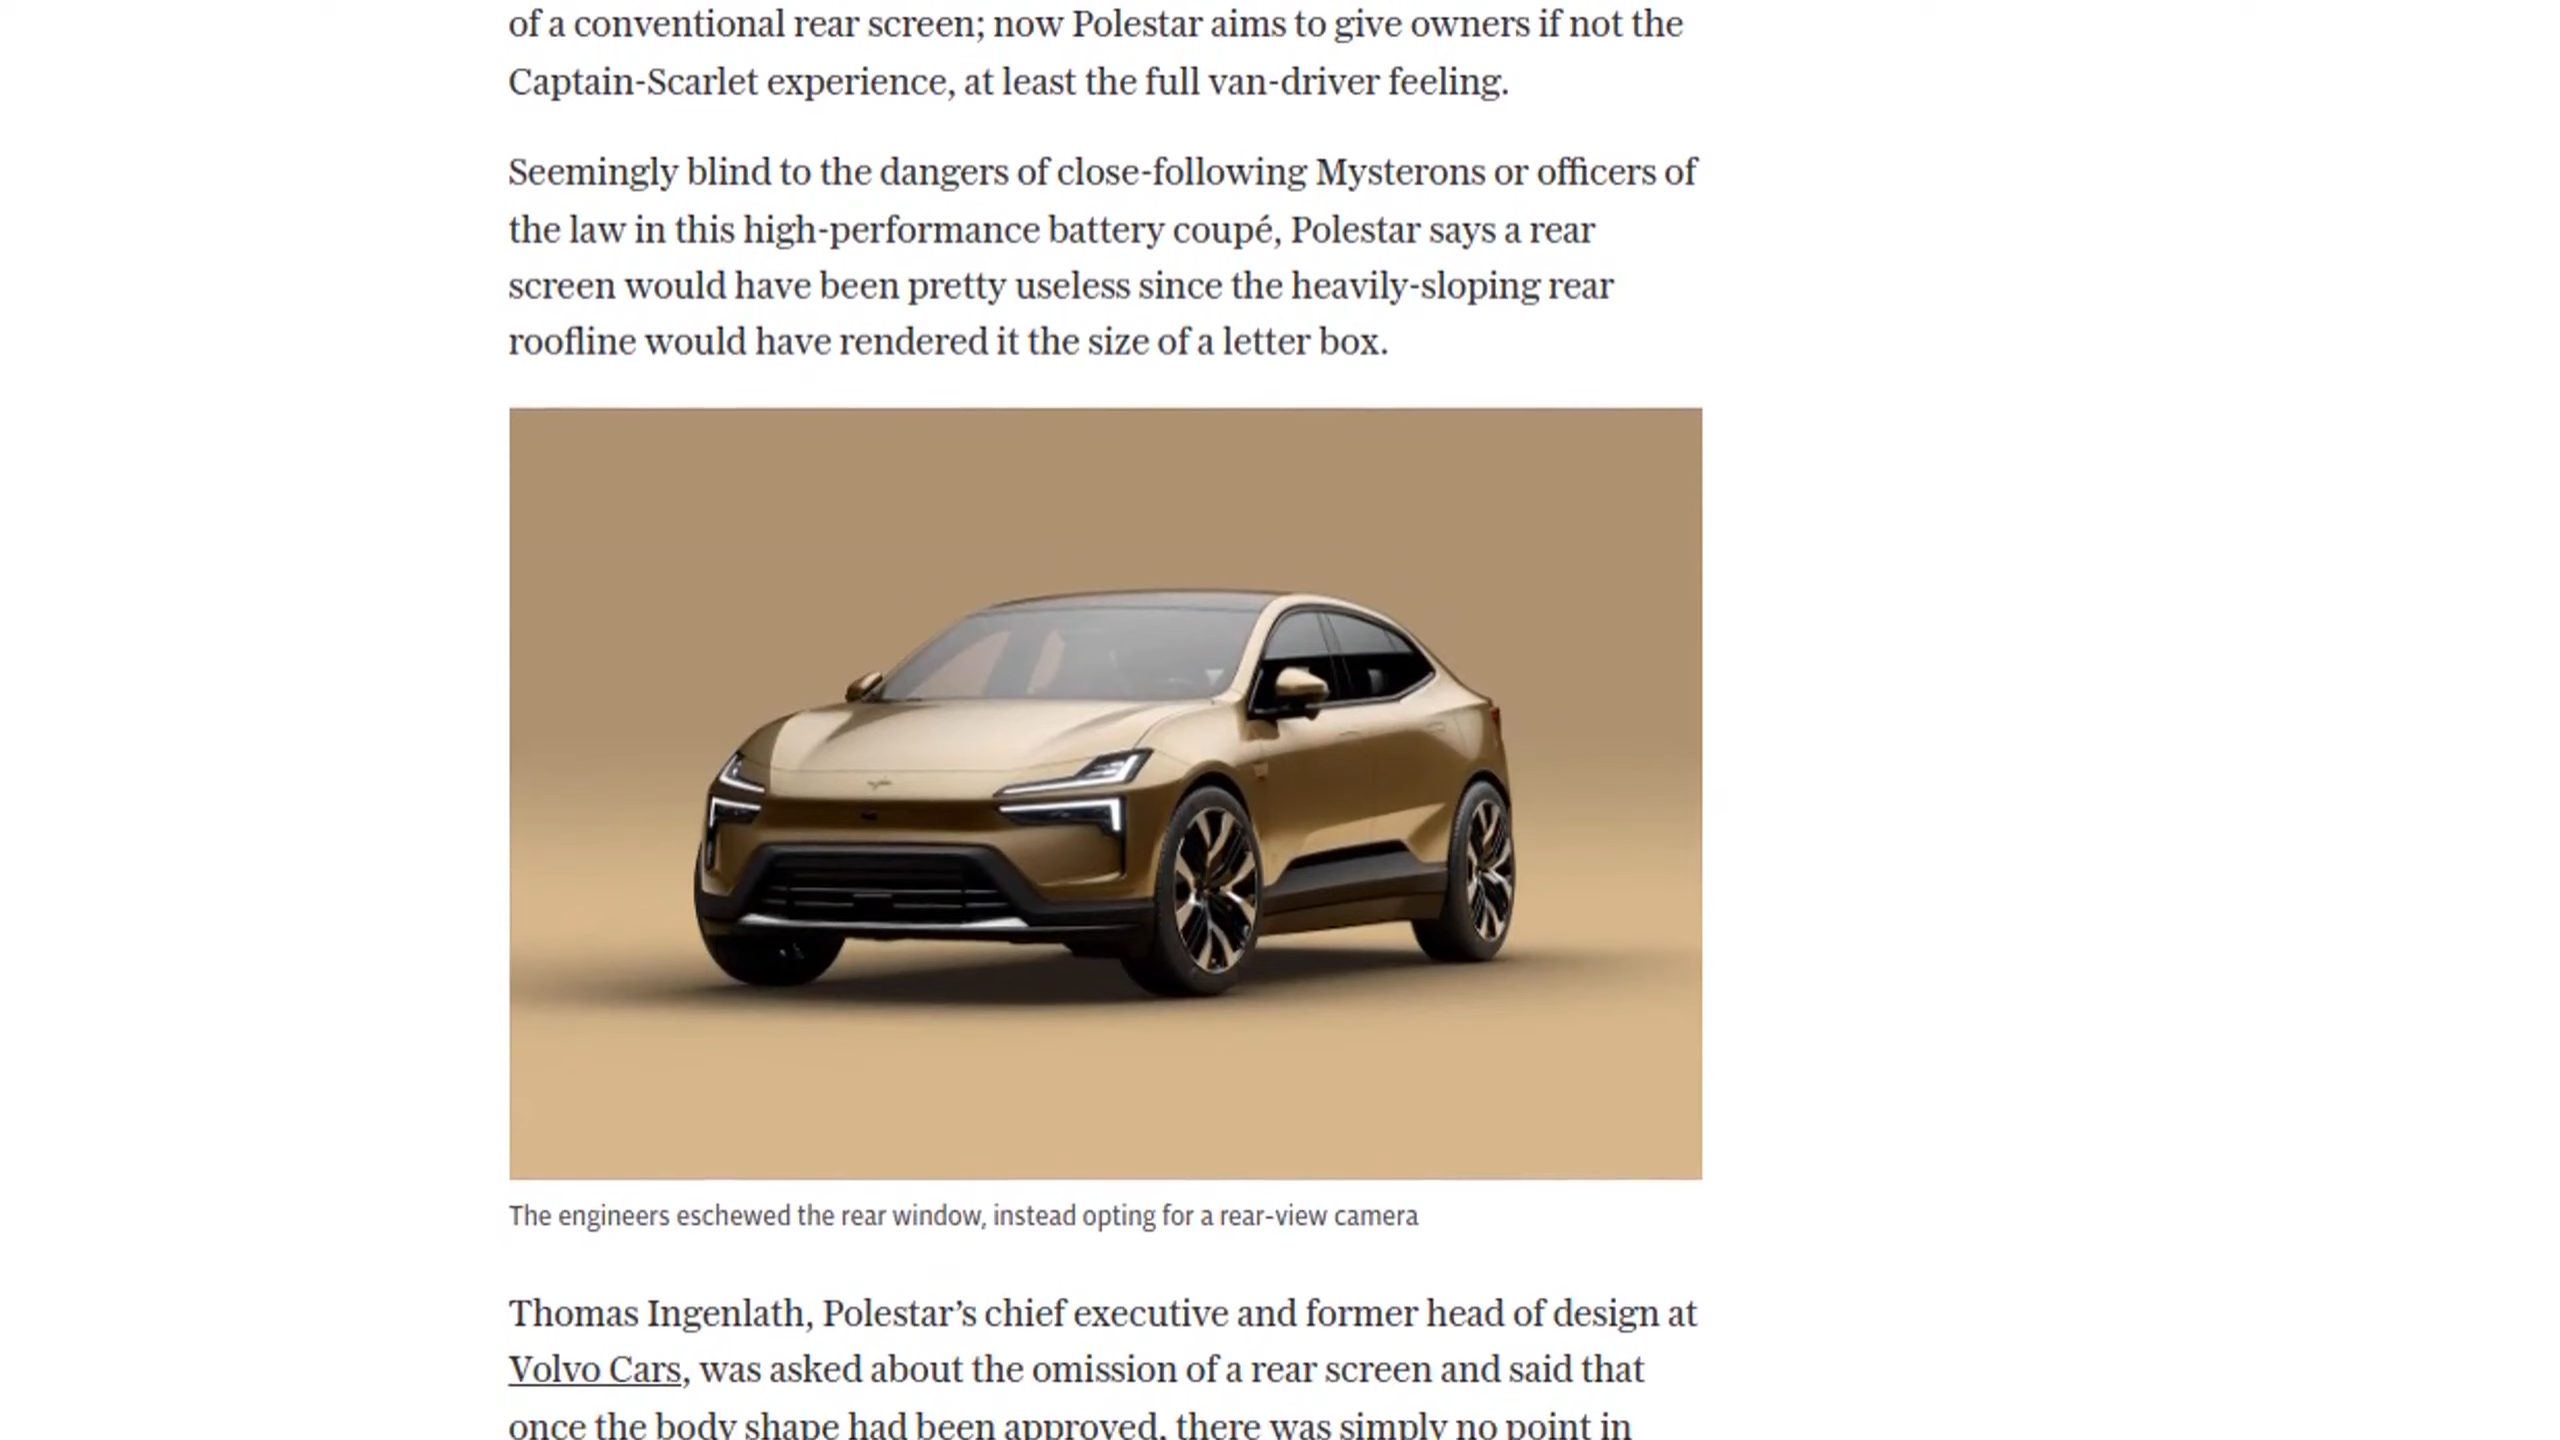 of a conventional rear screen; now Polestar aims to give owners if not the
Captain-Scarlet experience, at least the full van-driver feeling.
Seemingly blind to the dangers of close-following Mysterons or officers of
the law in this high-performance battery coupé, Polestar says a rear
screen would have been pretty useless since the heavily-sloping rear
roofline would have rendered it the size of a letter box.
The engineers eschewed the rear window, instead opting for a rear-view camera
Thomas Ingenlath, Polestar’s chief executive and former head of design at
Volvo Cars, was asked about the omission of a rear screen and said that
once the body shape had been approved, there was simply no point in